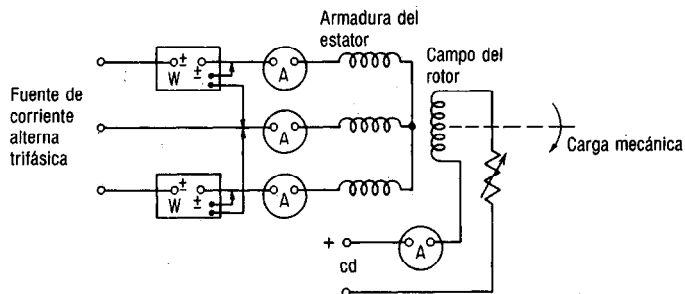 Armadura del
estator
Campo del
rotor
Fuente de
corriente
alterna
trifásica
± ±
W
A
A
± ±
W
A
Carga mecánica
+
cd
A